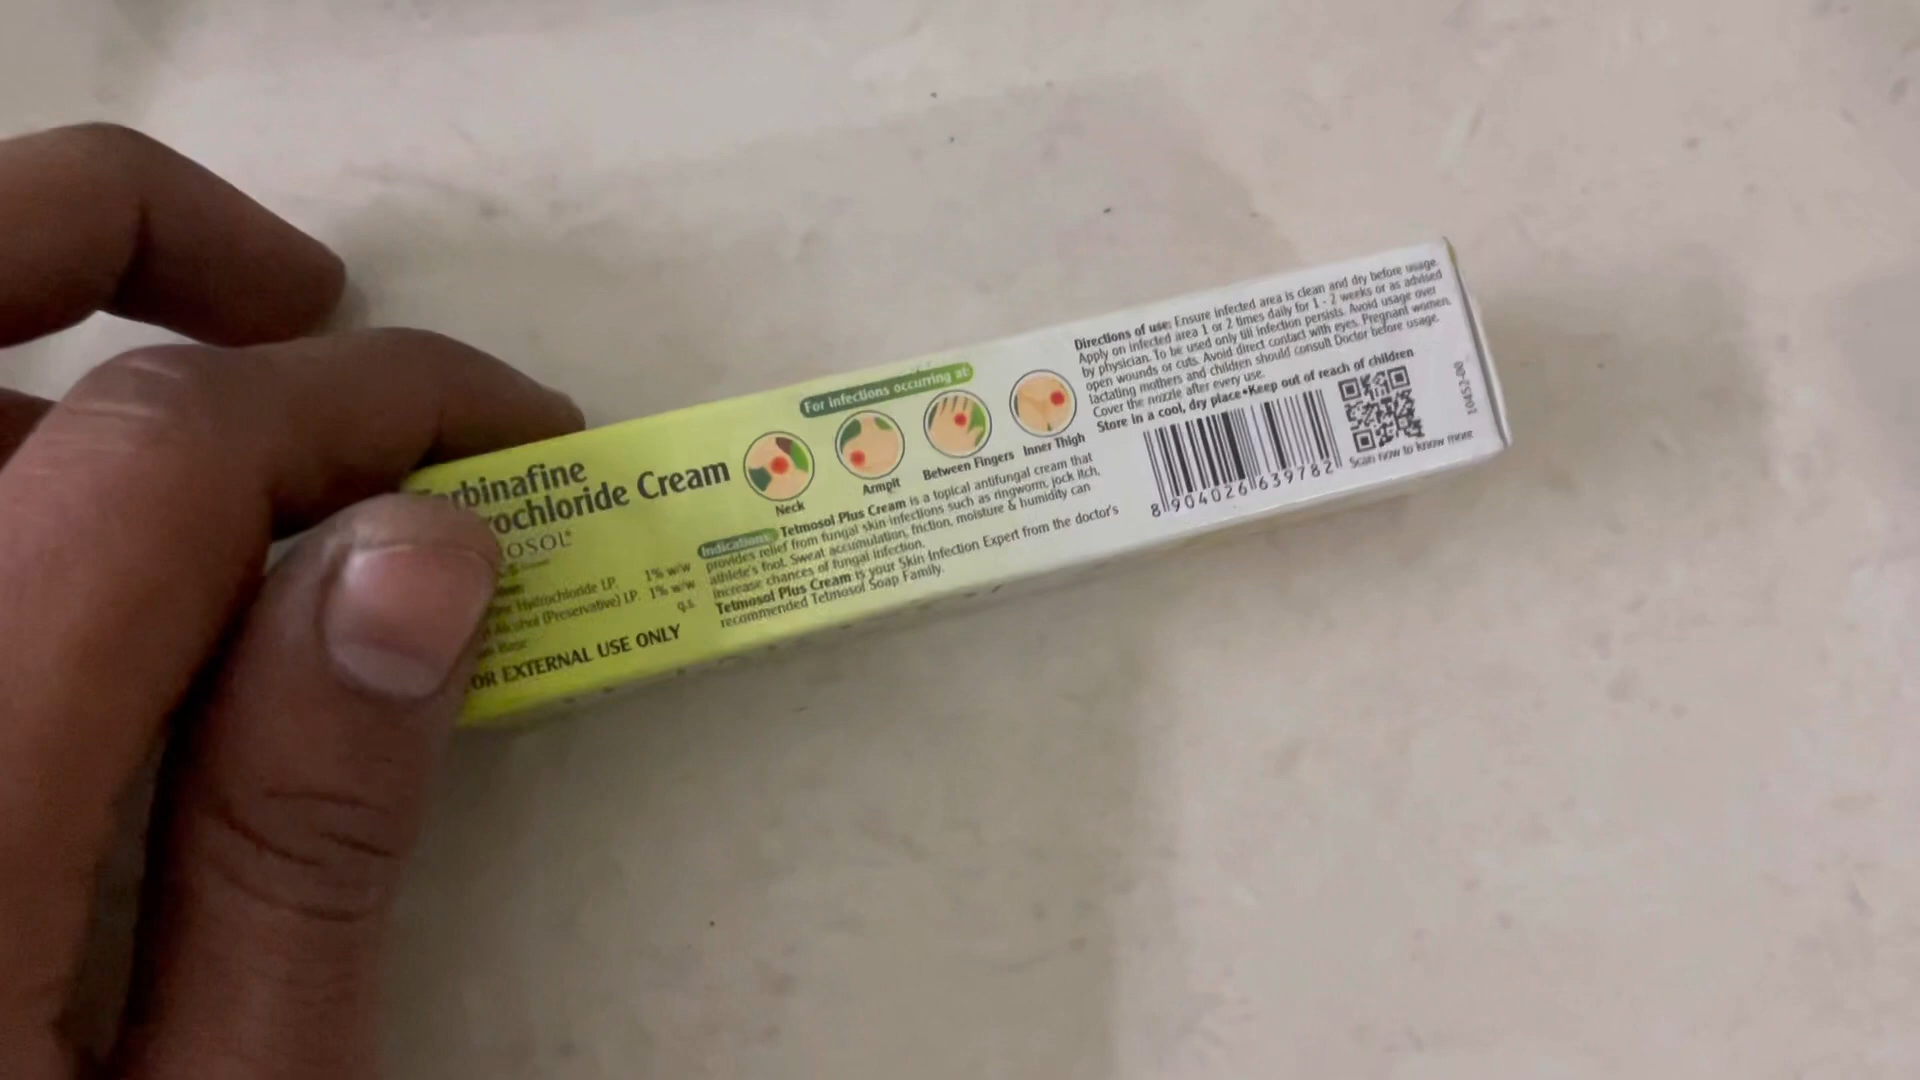 rbinafine
rochloride Cream
OSOL®
Hydrochloride I.P. 1% w/w
Alcohol (Preservative) I.P. 1% w/w
q.s.
OR EXTERNAL USE ONLY
For infections occurring at:
Neck
Armpit
Between Fingers
Inner Thigh
Indications: Tetmosol Plus Cream is a topical antifungal cream that
provides relief from fungal skin infections such as ringworm, jock itch,
athlete's foot. Sweat accumulation, friction, moisture & humidity can
increase chances of fungal infection.
Tetmosol Plus Cream is your Skin Infection Expert from the doctor's
recommended Tetmosol Soap Family.
Directions of use: Ensure infected area is clean and dry before usage.
Apply on infected area 1 or 2 times daily for 1 - 2 weeks or as advised
by physician. To be used only till infection persists. Avoid usage over
open wounds or cuts. Avoid direct contact with eyes. Pregnant women,
lactating mothers and children should consult Doctor before usage.
Cover the nozzle after every use.
Store in a cool, dry place•Keep out of reach of children
8 904026 639782
Scan now to know more
10452-00